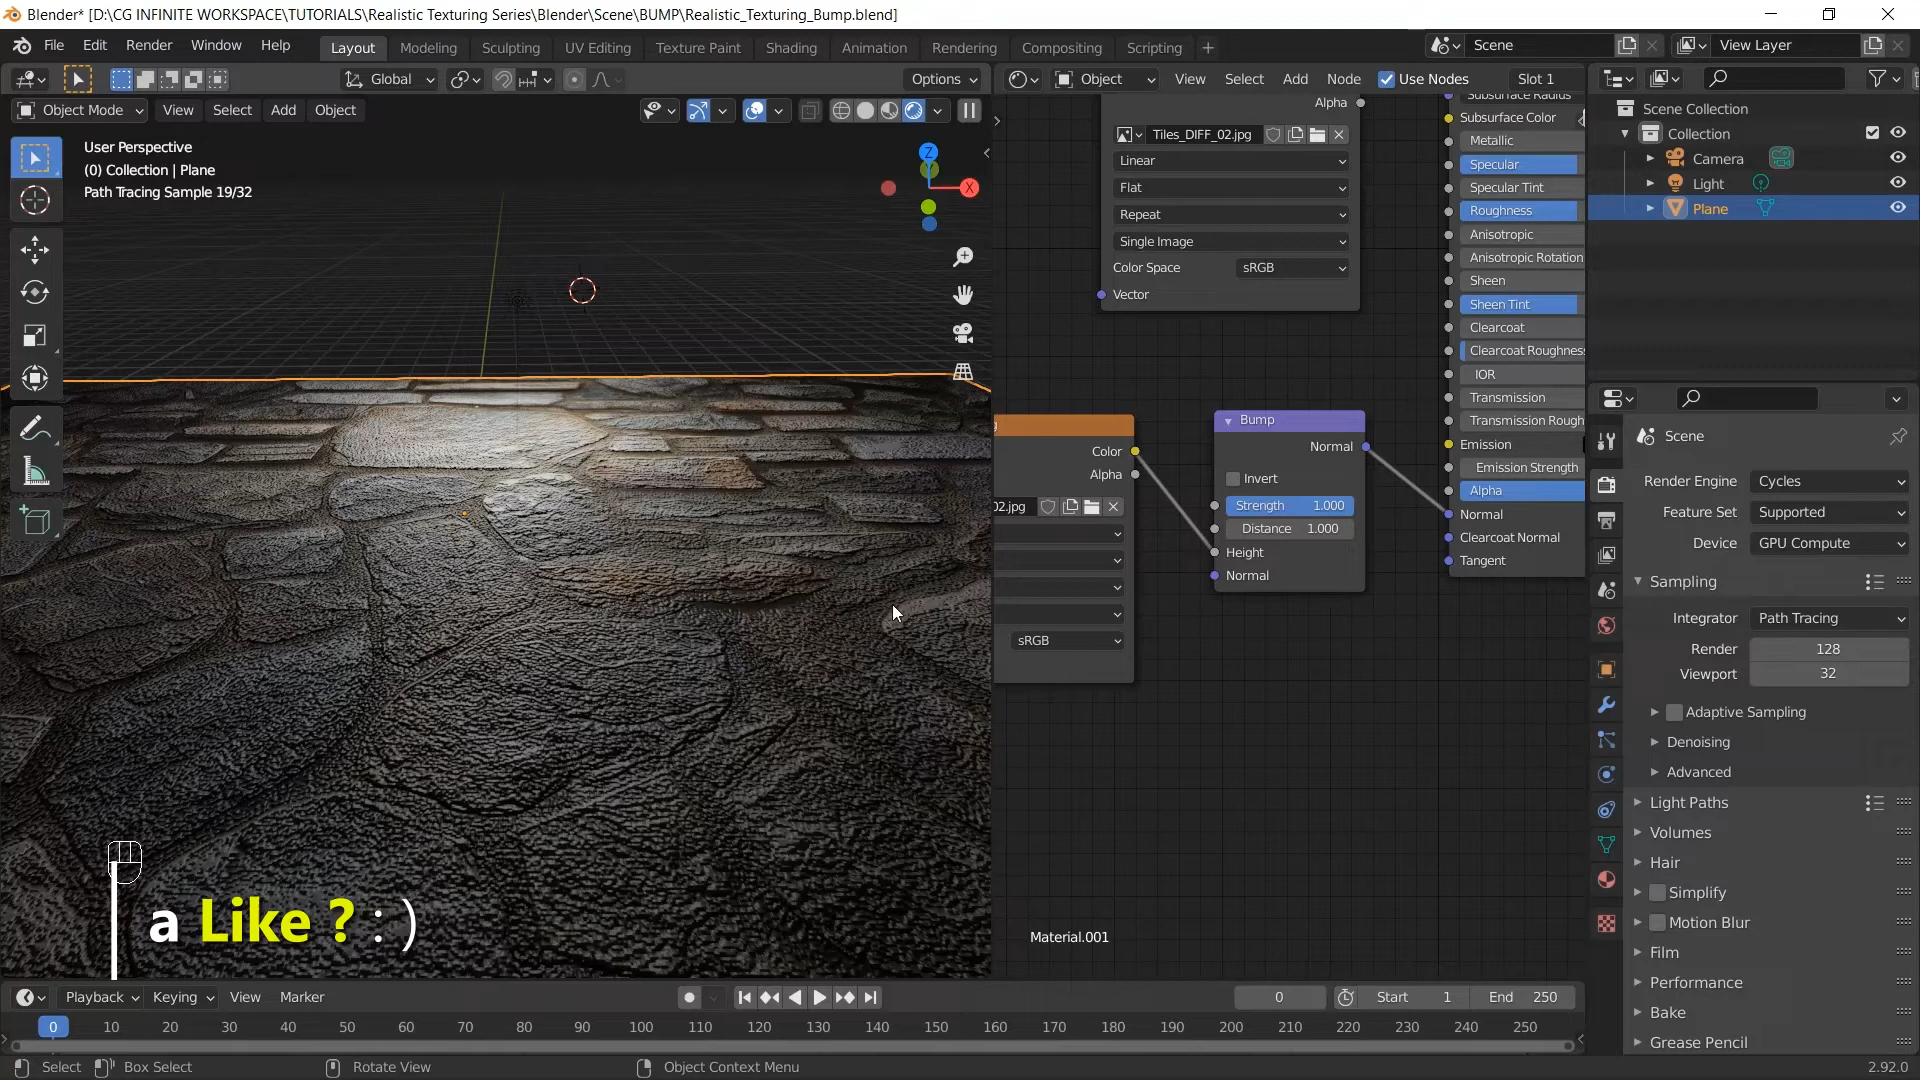 Blender* [D:\CG INFINITE WORKSPACE\TUTORIALS\Realistic Texturing Series\Blender\Scene\BUMP\Realistic_Texturing_Bump.blend]
File Edit Render Window Help Layout Modeling Sculpting UV Editing Texture Paint Shading Animation Rendering Compositing Scripting + Scene View Layer
Global Options Object View Select Add Node Use Nodes Slot 1
Object Mode View Select Add Object
User Perspective
(0) Collection | Plane
Path Tracing Sample 19/32
Z
X
Alpha
Tiles_DIFF_02.jpg
Linear
Flat
Repeat
Single Image
Color Space sRGB
Vector
Color
Alpha
02.jpg
sRGB
Bump
Normal
Invert
Strength 1.000
Distance 1.000
Height
Normal
Subsurface Radius
Subsurface Color
Metallic
Specular
Specular Tint
Roughness
Anisotropic
Anisotropic Rotation
Sheen
Sheen Tint
Clearcoat
Clearcoat Roughness
IOR
Transmission
Transmission Rough
Emission
Emission Strength
Alpha
Normal
Clearcoat Normal
Tangent
Material.001
Scene Collection
Collection
Camera
Light
Plane
Scene
Render Engine Cycles
Feature Set Supported
Device GPU Compute
Sampling
Integrator Path Tracing
Render 128
Viewport 32
Adaptive Sampling
Denoising
Advanced
Light Paths
Volumes
Hair
Simplify
Motion Blur
Film
Performance
Bake
Grease Pencil
a Like ? : )
Playback Keying View Marker 0 Start 1 End 250
0 10 20 30 40 50 60 70 80 90 100 110 120 130 140 150 160 170 180 190 200 210 220 230 240 250
Select Box Select Rotate View Object Context Menu 2.92.0